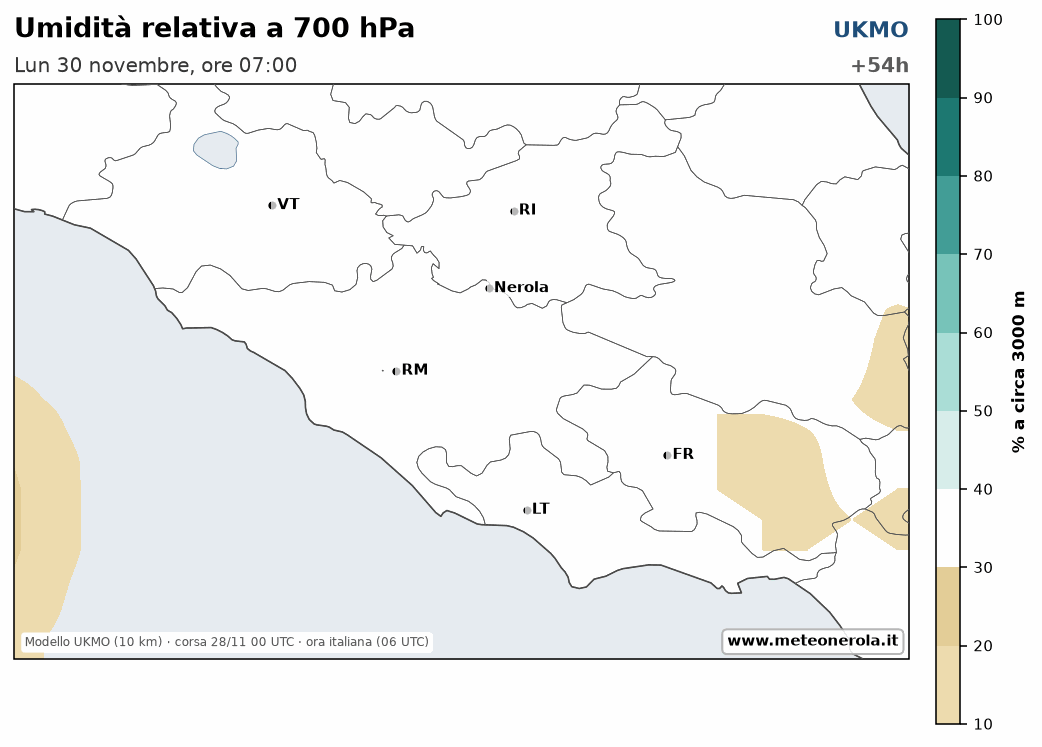 Umidità relativa a 700 hPa
UKMO
Lun 30 novembre, ore 07:00
+54h
VT
RI
Nerola
RM
FR
LT
Modello UKMO (10 km) · corsa 28/11 00 UTC · ora italiana (06 UTC)
www.meteonerola.it
100
90
80
70
60
50
40
30
20
10
% a circa 3000 m